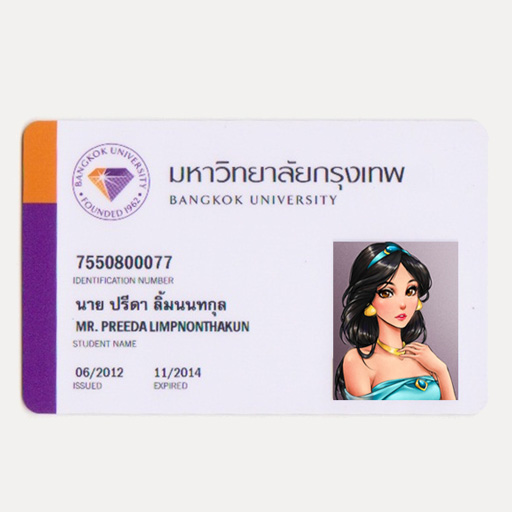 BANGKOK UNIVERSITY
• FOUNDED 1962 •
มหาวิทยาลัยกรุงเทพ
BANGKOK UNIVERSITY
7550800077
IDENTIFICATION NUMBER
นาย ปรีดา ลิ้มนนทกุล
MR. PREEDA LIMPNONTHAKUN
STUDENT NAME
06/2012 11/2014
ISSUED EXPIRED